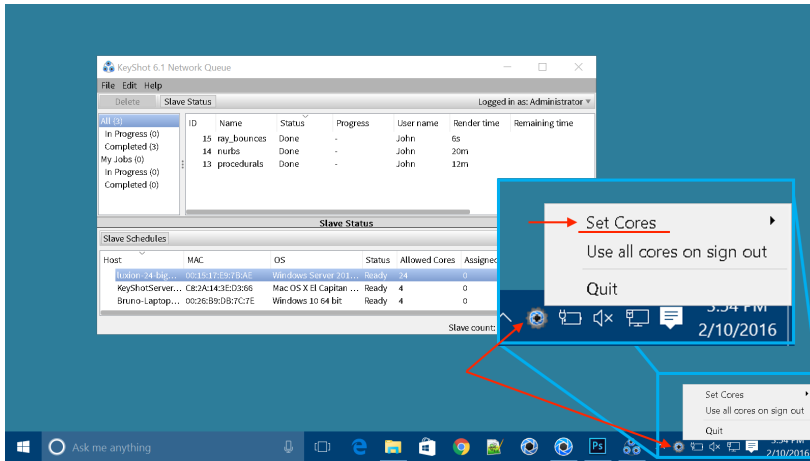 KeyShot 6.1 Network Queue
File Edit Help
Delete Slave Status Logged in as: Administrator
All (3)
In Progress (0)
Completed (3)
My Jobs (0)
In Progress (0)
Completed (0)
ID Name Status Progress User name Render time Remaining time
15 ray_bounces Done - John 6s
14 nurbs Done - John 20m
13 procedurals Done - John 12m
Slave Status
Slave Schedules
Host MAC OS Status Allowed Cores Assigned
luxion-24-big... 00:15:17:E9:7B:AE Windows Server 201... Ready 24 0
KeyShotServer... C8:2A:14:3E:D3:66 Mac OS X El Capitan ... Ready 4 0
Bruno-Laptop... 00:26:B9:DB:7C:7E Windows 10 64 bit Ready 4 0
Slave count:
Set Cores
Use all cores on sign out
Quit
3:54 PM
2/10/2016
Set Cores
Use all cores on sign out
Quit
3:54 PM
2/10/2016
Ask me anything
Ps